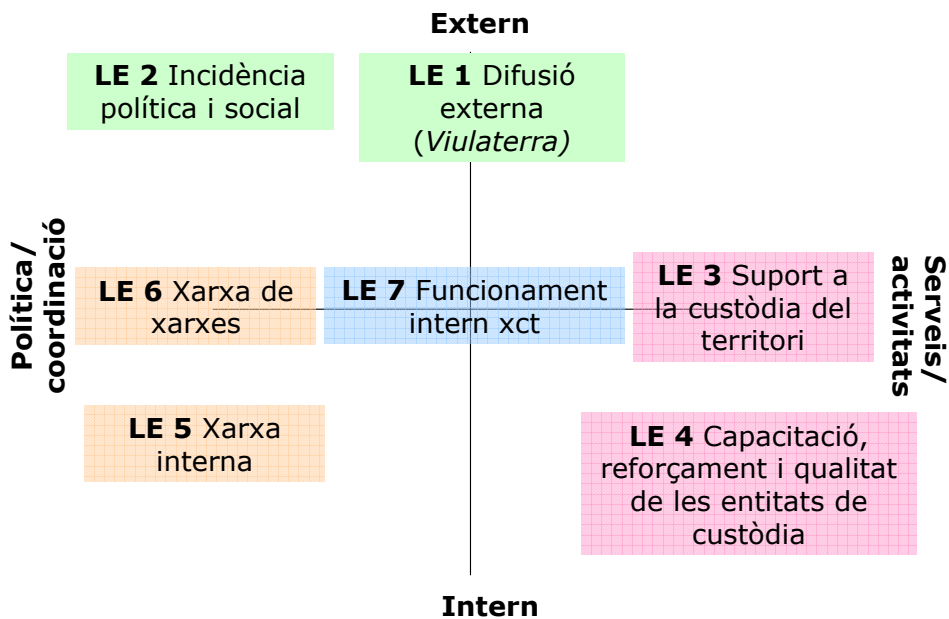 Extern
LE 2 Incidència
política i social
LE 1 Difusió
externa
(Viulaterra)
Política/
coordinació
LE 6 Xarxa de
xarxes
LE 7 Funcionament
intern xct
LE 3 Suport a
la custòdia del
territori
Serveis/
activitats
LE 5 Xarxa
interna
LE 4 Capacitació,
reforçament i qualitat
de les entitats de
custòdia
Intern